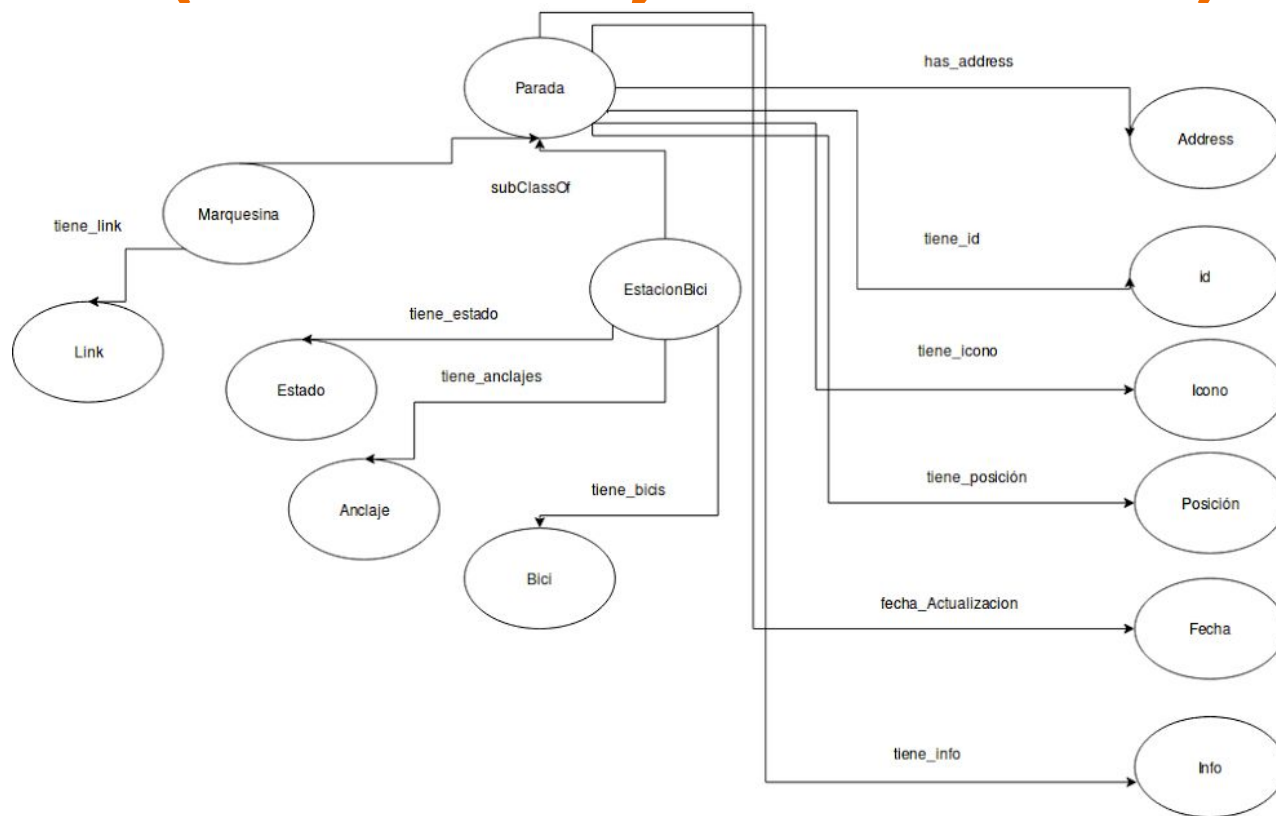 Parada
has_address
Address
subClassOf
Marquesina
tiene_link
tiene_id
id
EstacionBici
tiene_estado
Link
tiene_icono
Estado
tiene_anclajes
Icono
tiene_bicis
tiene_posición
Anclaje
Posición
Bici
fecha_Actualizacion
Fecha
tiene_info
Info